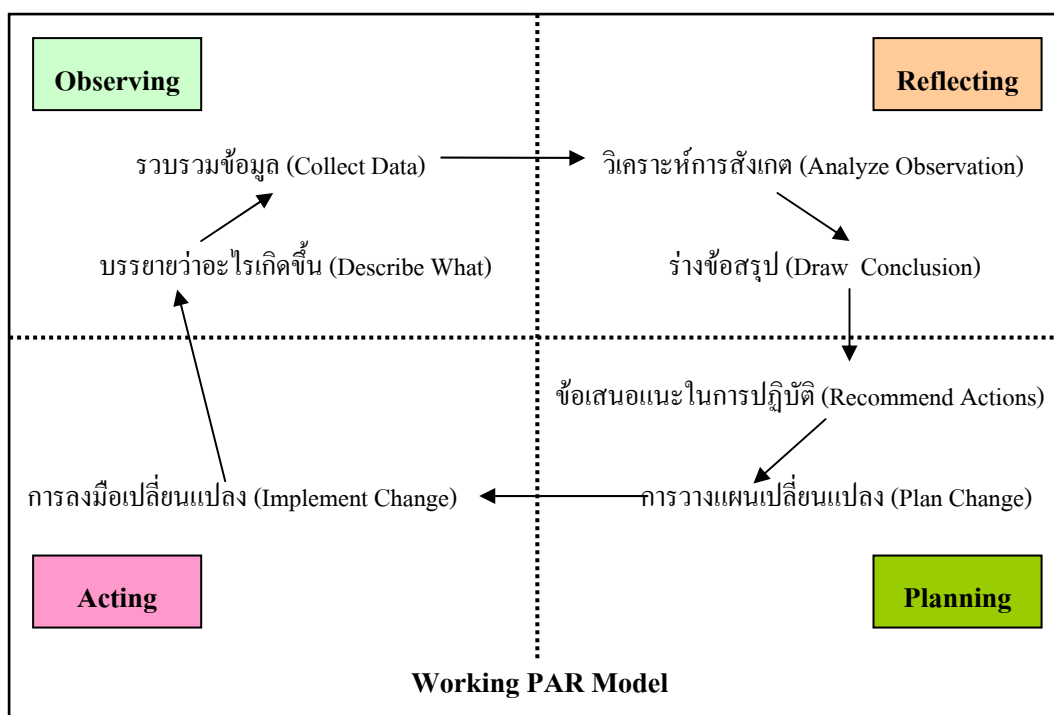 Observing
Reflecting
รวบรวมข้อมูล (Collect Data)
วิเคราะห์การสังเกต (Analyze Observation)
บรรยายว่าอะไรเกิดขึ้น (Describe What)
ร่างข้อสรุป (Draw Conclusion)
ข้อเสนอแนะในการปฏิบัติ (Recommend Actions)
การลงมือเปลี่ยนแปลง (Implement Change)
การวางแผนเปลี่ยนแปลง (Plan Change)
Acting
Planning
Working PAR Model